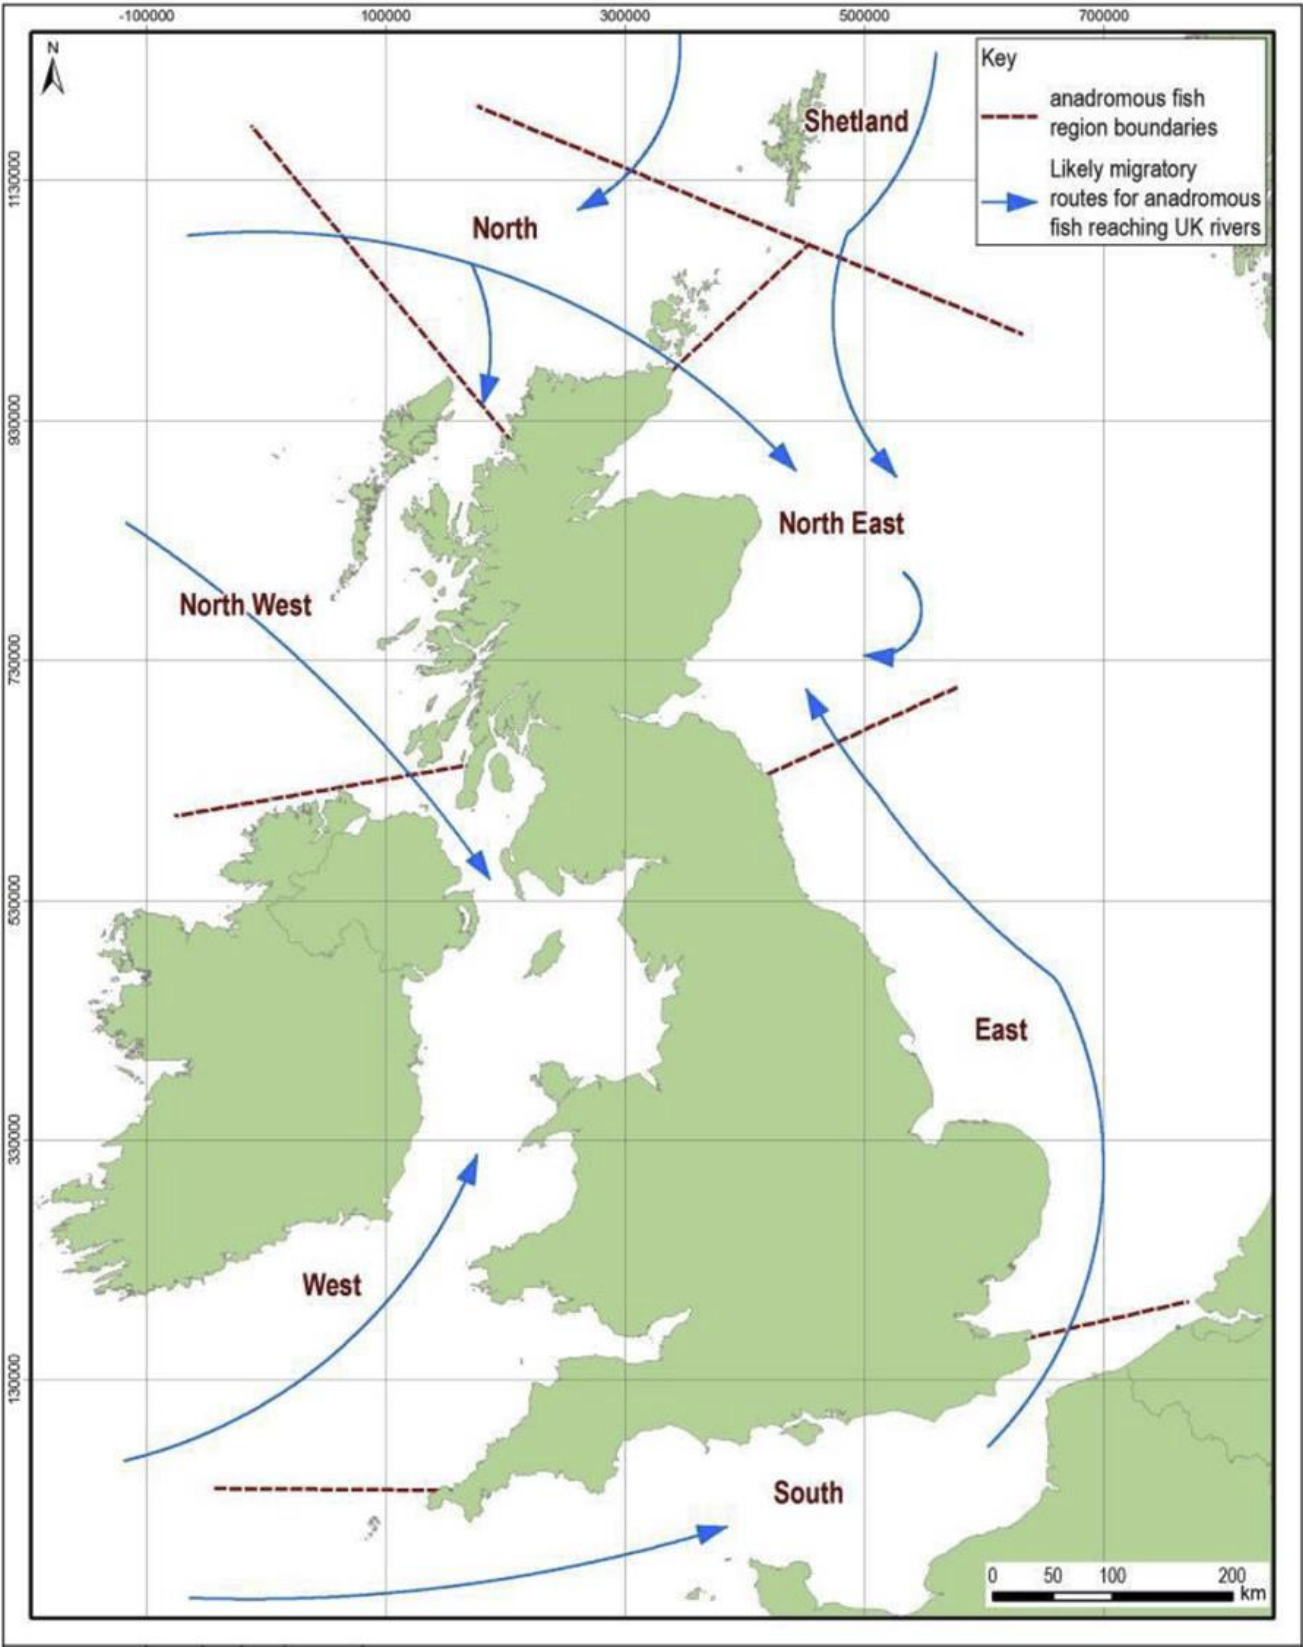 -100000
100000
300000
500000
700000
N
Key
anadromous fish
region boundaries
Likely migratory
routes for anadromous
fish reaching UK rivers
Shetland
1130000
North
930000
North East
North West
730000
530000
East
330000
West
130000
South
0 50 100 200
km